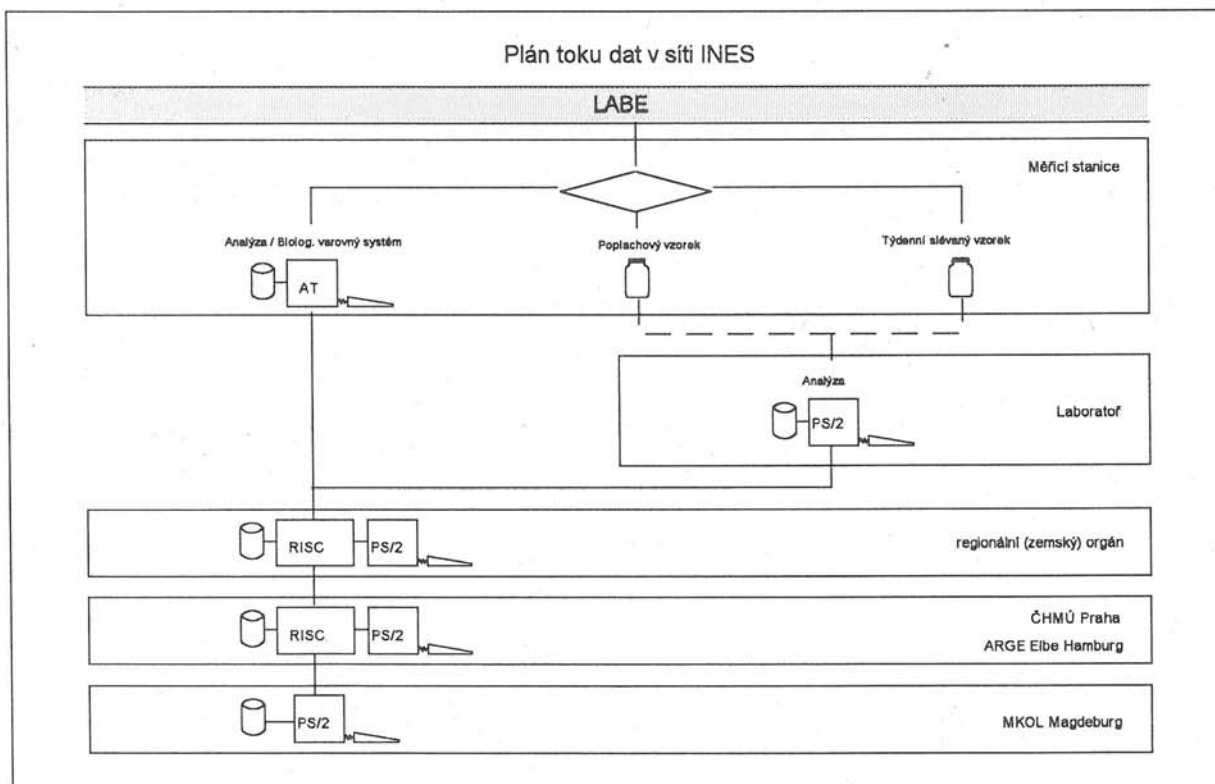 Plán toku dat v síti INES
LABE
Měřicí stanice
Analýza / Biolog. varovný systém
Poplachový vzorek
Týdenní slévaný vzorek
AT
Analýza
PS/2
Laboratoř
RISC
PS/2
regionální (zemský) orgán
RISC
PS/2
ČHMÚ Praha
ARGE Elbe Hamburg
PS/2
MKOL Magdeburg